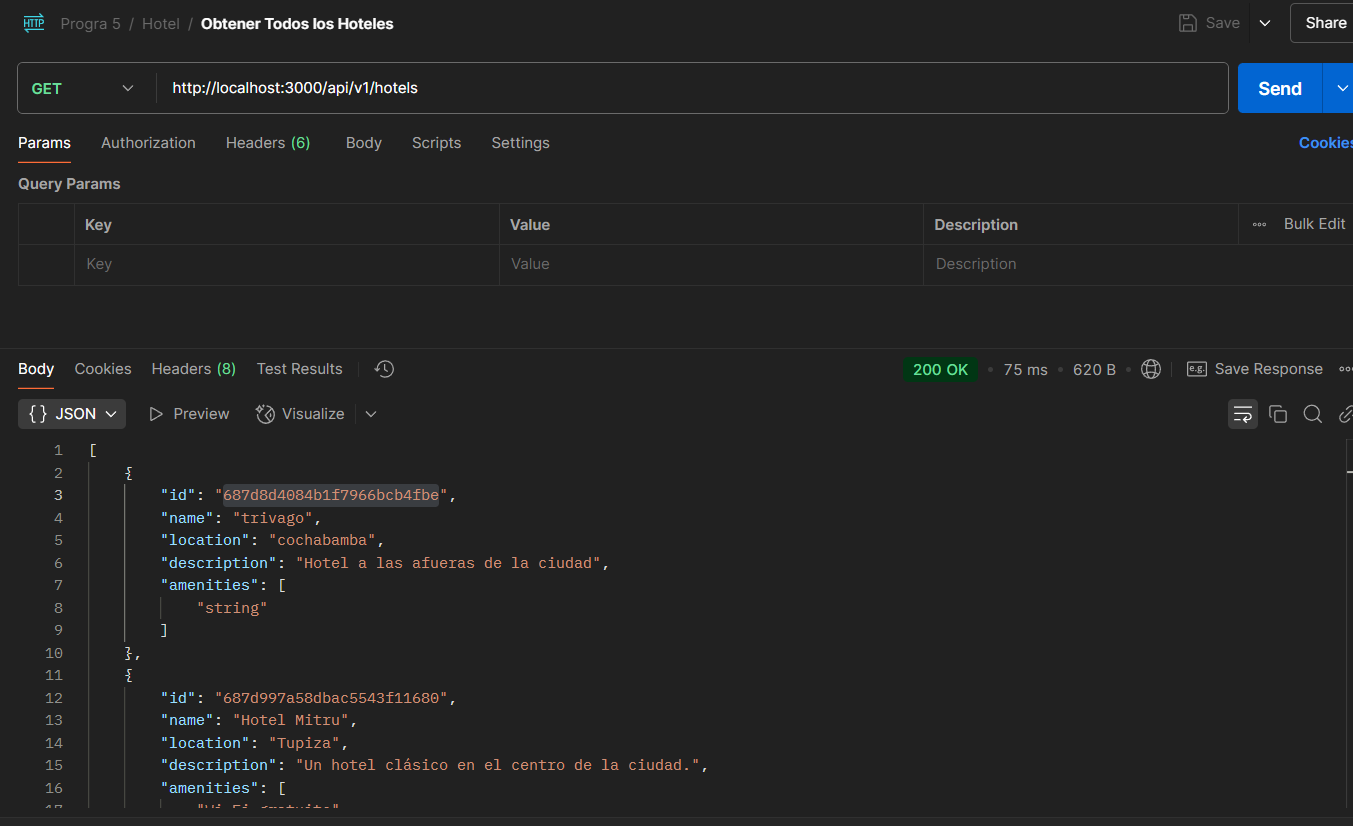 HTTP Progra 5 / Hotel / Obtener Todos los Hoteles Save Share
GET http://localhost:3000/api/v1/hotels Send
Params Authorization Headers (6) Body Scripts Settings Cookies
Query Params
Key Value Description ••• Bulk Edit
Key Value Description
Body Cookies Headers (8) Test Results 200 OK • 75 ms • 620 B • e.g. Save Response •••
{} JSON Preview Visualize
1 [
2 {
3 "id": "687d8d4084b1f7966bcb4fbe",
4 "name": "trivago",
5 "location": "cochabamba",
6 "description": "Hotel a las afueras de la ciudad",
7 "amenities": [
8 "string"
9 ]
10 },
11 {
12 "id": "687d997a58dbac5543f11680",
13 "name": "Hotel Mitru",
14 "location": "Tupiza",
15 "description": "Un hotel clásico en el centro de la ciudad.",
16 "amenities": [
17 "Wi-Fi gratuito"